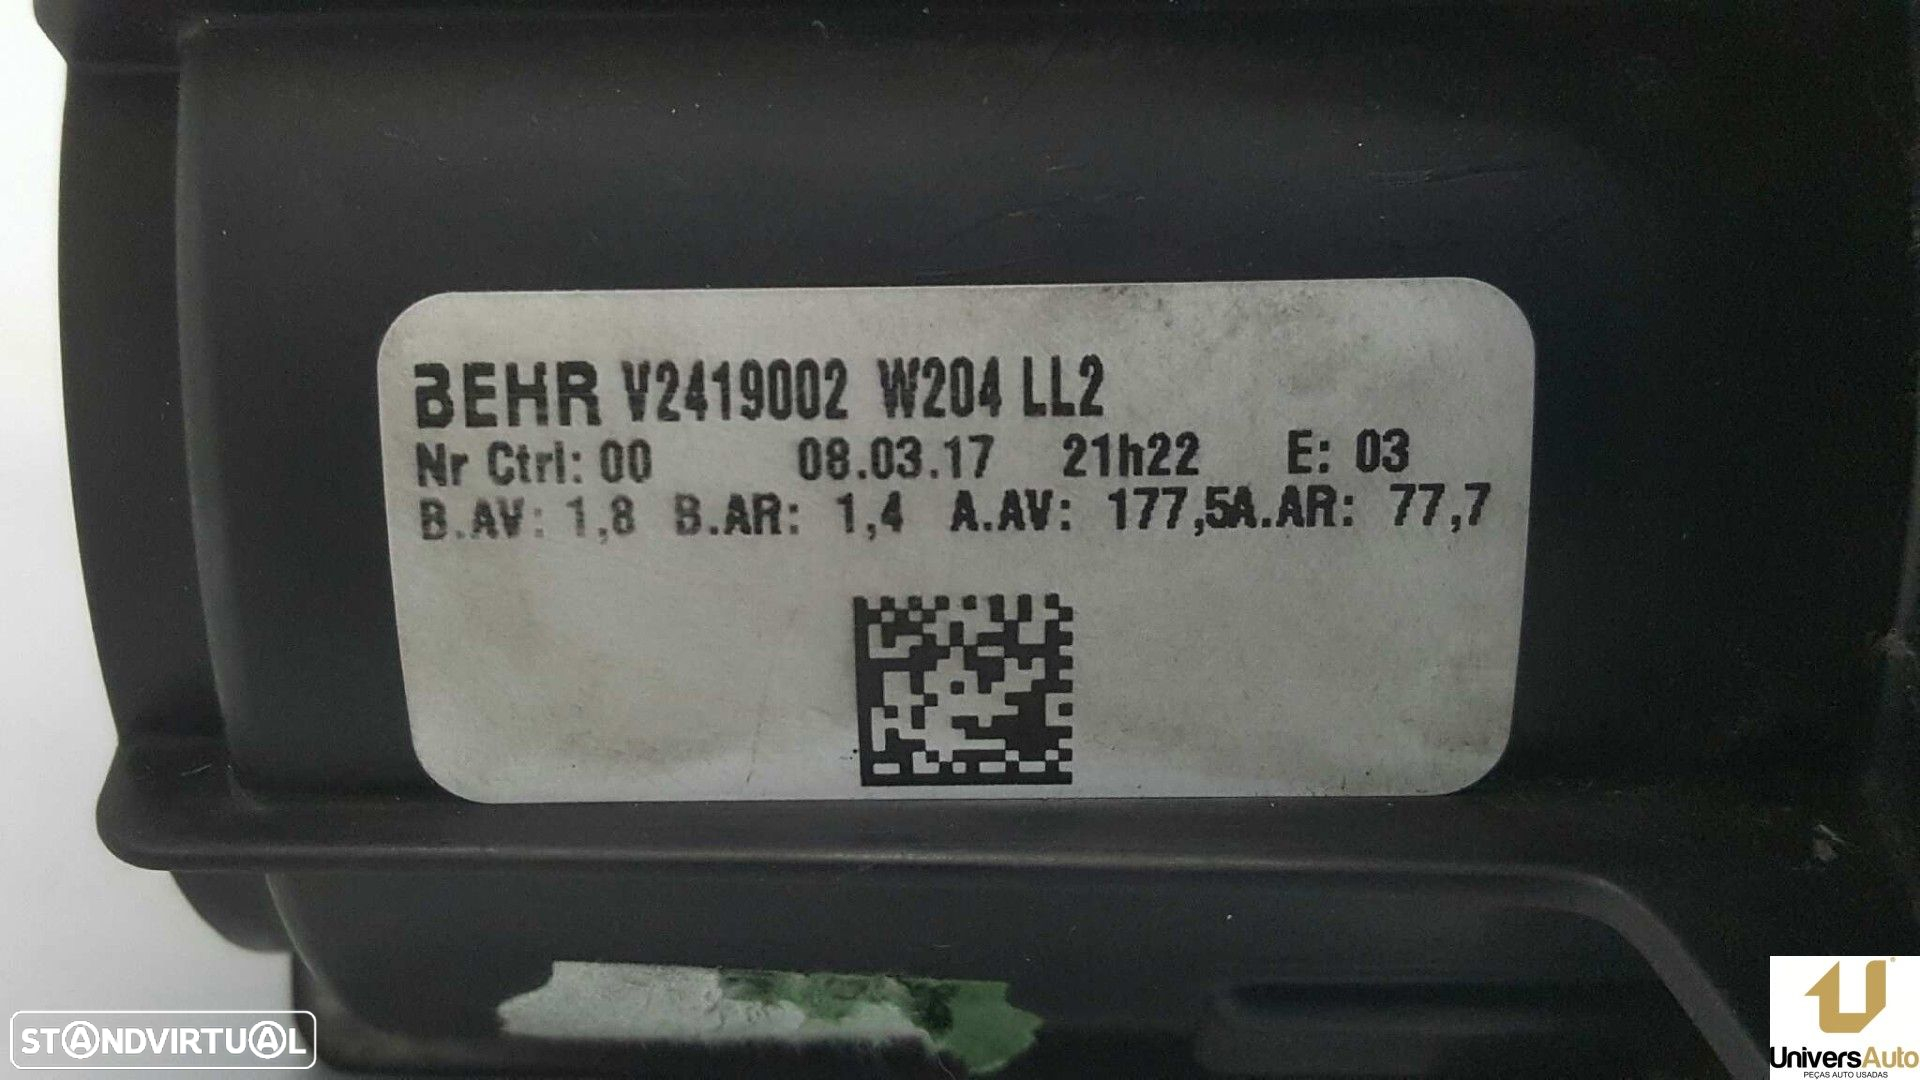 BEHR V2419002 W204 LL2
Nr Ctrl: 00 08.03.17 21h22 E: 03
B.AV: 1,8 B.AR: 1,4 A.AV: 177,5A.AR: 77,7
STANDVIRTUAL
UniversAuto
PEÇAS AUTO USADAS